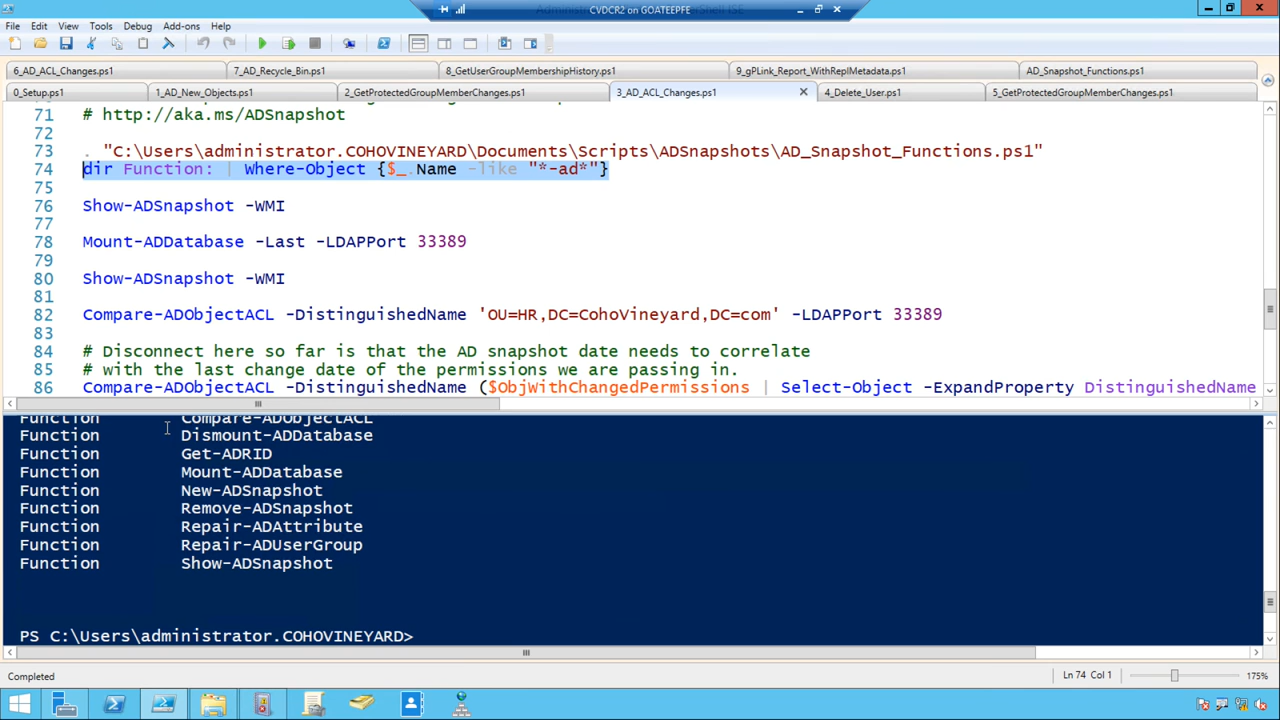 CVDCR2 on GOATEEPFE
File Edit View Tools Debug Add-ons Help
6_AD_ACL_Changes.ps1 7_AD_Recycle_Bin.ps1 8_GetUserGroupMembershipHistory.ps1 9_gPLink_Report_WithReplMetadata.ps1 AD_Snapshot_Functions.ps1
0_Setup.ps1 1_AD_New_Objects.ps1 2_GetProtectedGroupMemberChanges.ps1 3_AD_ACL_Changes.ps1 4_Delete_User.ps1 5_GetProtectedGroupMemberChanges.ps1
71 # http://aka.ms/ADSnapshot
72
73 . "C:\Users\administrator.COHOVINEYARD\Documents\Scripts\ADSnapshots\AD_Snapshot_Functions.ps1"
74 dir Function: | Where-Object {$_.Name -like "*-ad*"}
75
76 Show-ADSnapshot -WMI
77
78 Mount-ADDatabase -Last -LDAPPort 33389
79
80 Show-ADSnapshot -WMI
81
82 Compare-ADObjectACL -DistinguishedName 'OU=HR,DC=CohoVineyard,DC=com' -LDAPPort 33389
83
84 # Disconnect here so far is that the AD snapshot date needs to correlate
85 # with the last change date of the permissions we are passing in.
86 Compare-ADObjectACL -DistinguishedName ($ObjWithChangedPermissions | Select-Object -ExpandProperty DistinguishedName
Function Compare-ADObjectACL
Function Dismount-ADDatabase
Function Get-ADRID
Function Mount-ADDatabase
Function New-ADSnapshot
Function Remove-ADSnapshot
Function Repair-ADAttribute
Function Repair-ADUserGroup
Function Show-ADSnapshot
PS C:\Users\administrator.COHOVINEYARD>
Completed Ln 74 Col 1 175%